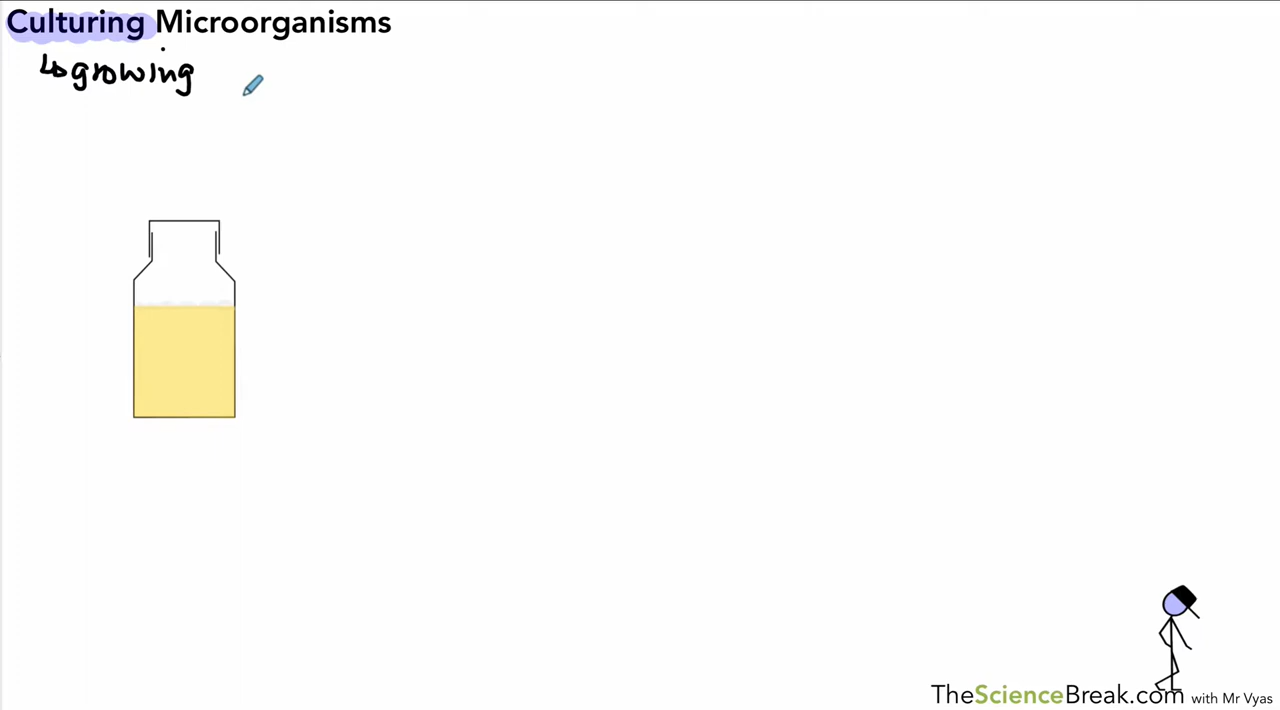 Culturing Microorganisms
↳growing
TheScienceBreak.com with Mr Vyas